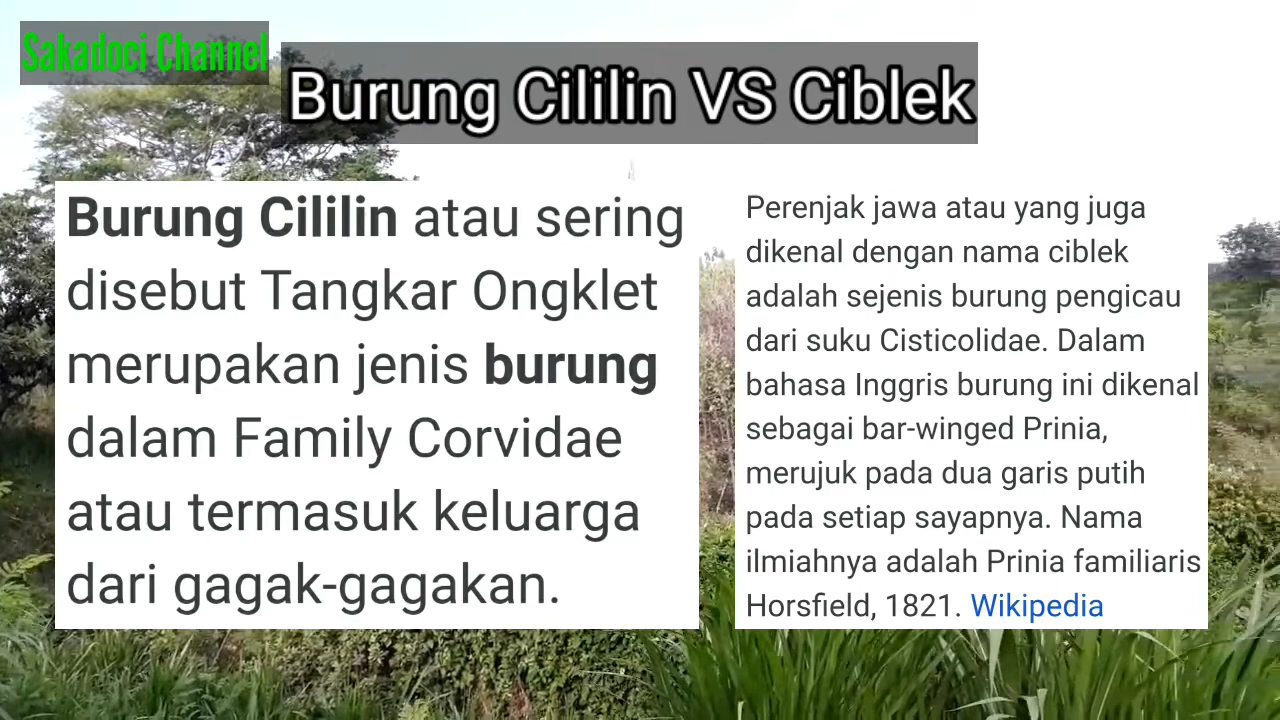 Sakadoci Channel
Burung Cililin VS Ciblek
Burung Cililin atau sering
disebut Tangkar Ongklet
merupakan jenis burung
dalam Family Corvidae
atau termasuk keluarga
dari gagak-gagakan.
Perenjak jawa atau yang juga
dikenal dengan nama ciblek
adalah sejenis burung pengicau
dari suku Cisticolidae. Dalam
bahasa Inggris burung ini dikenal
sebagai bar-winged Prinia,
merujuk pada dua garis putih
pada setiap sayapnya. Nama
ilmiahnya adalah Prinia familiaris
Horsfield, 1821. Wikipedia